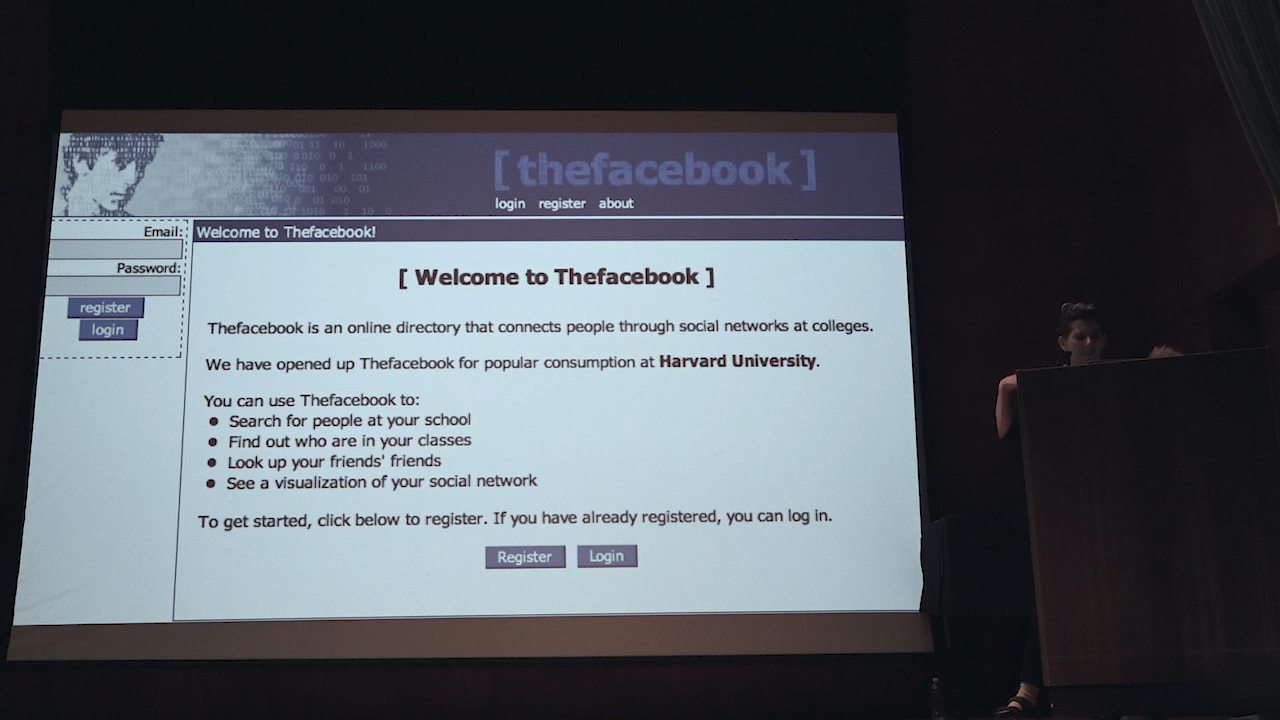 [ thefacebook ]
login register about
Email:
Password:
register
login
Welcome to Thefacebook!
[ Welcome to Thefacebook ]
Thefacebook is an online directory that connects people through social networks at colleges.
We have opened up Thefacebook for popular consumption at Harvard University.
You can use Thefacebook to:
• Search for people at your school
• Find out who are in your classes
• Look up your friends' friends
• See a visualization of your social network
To get started, click below to register. If you have already registered, you can log in.
Register Login